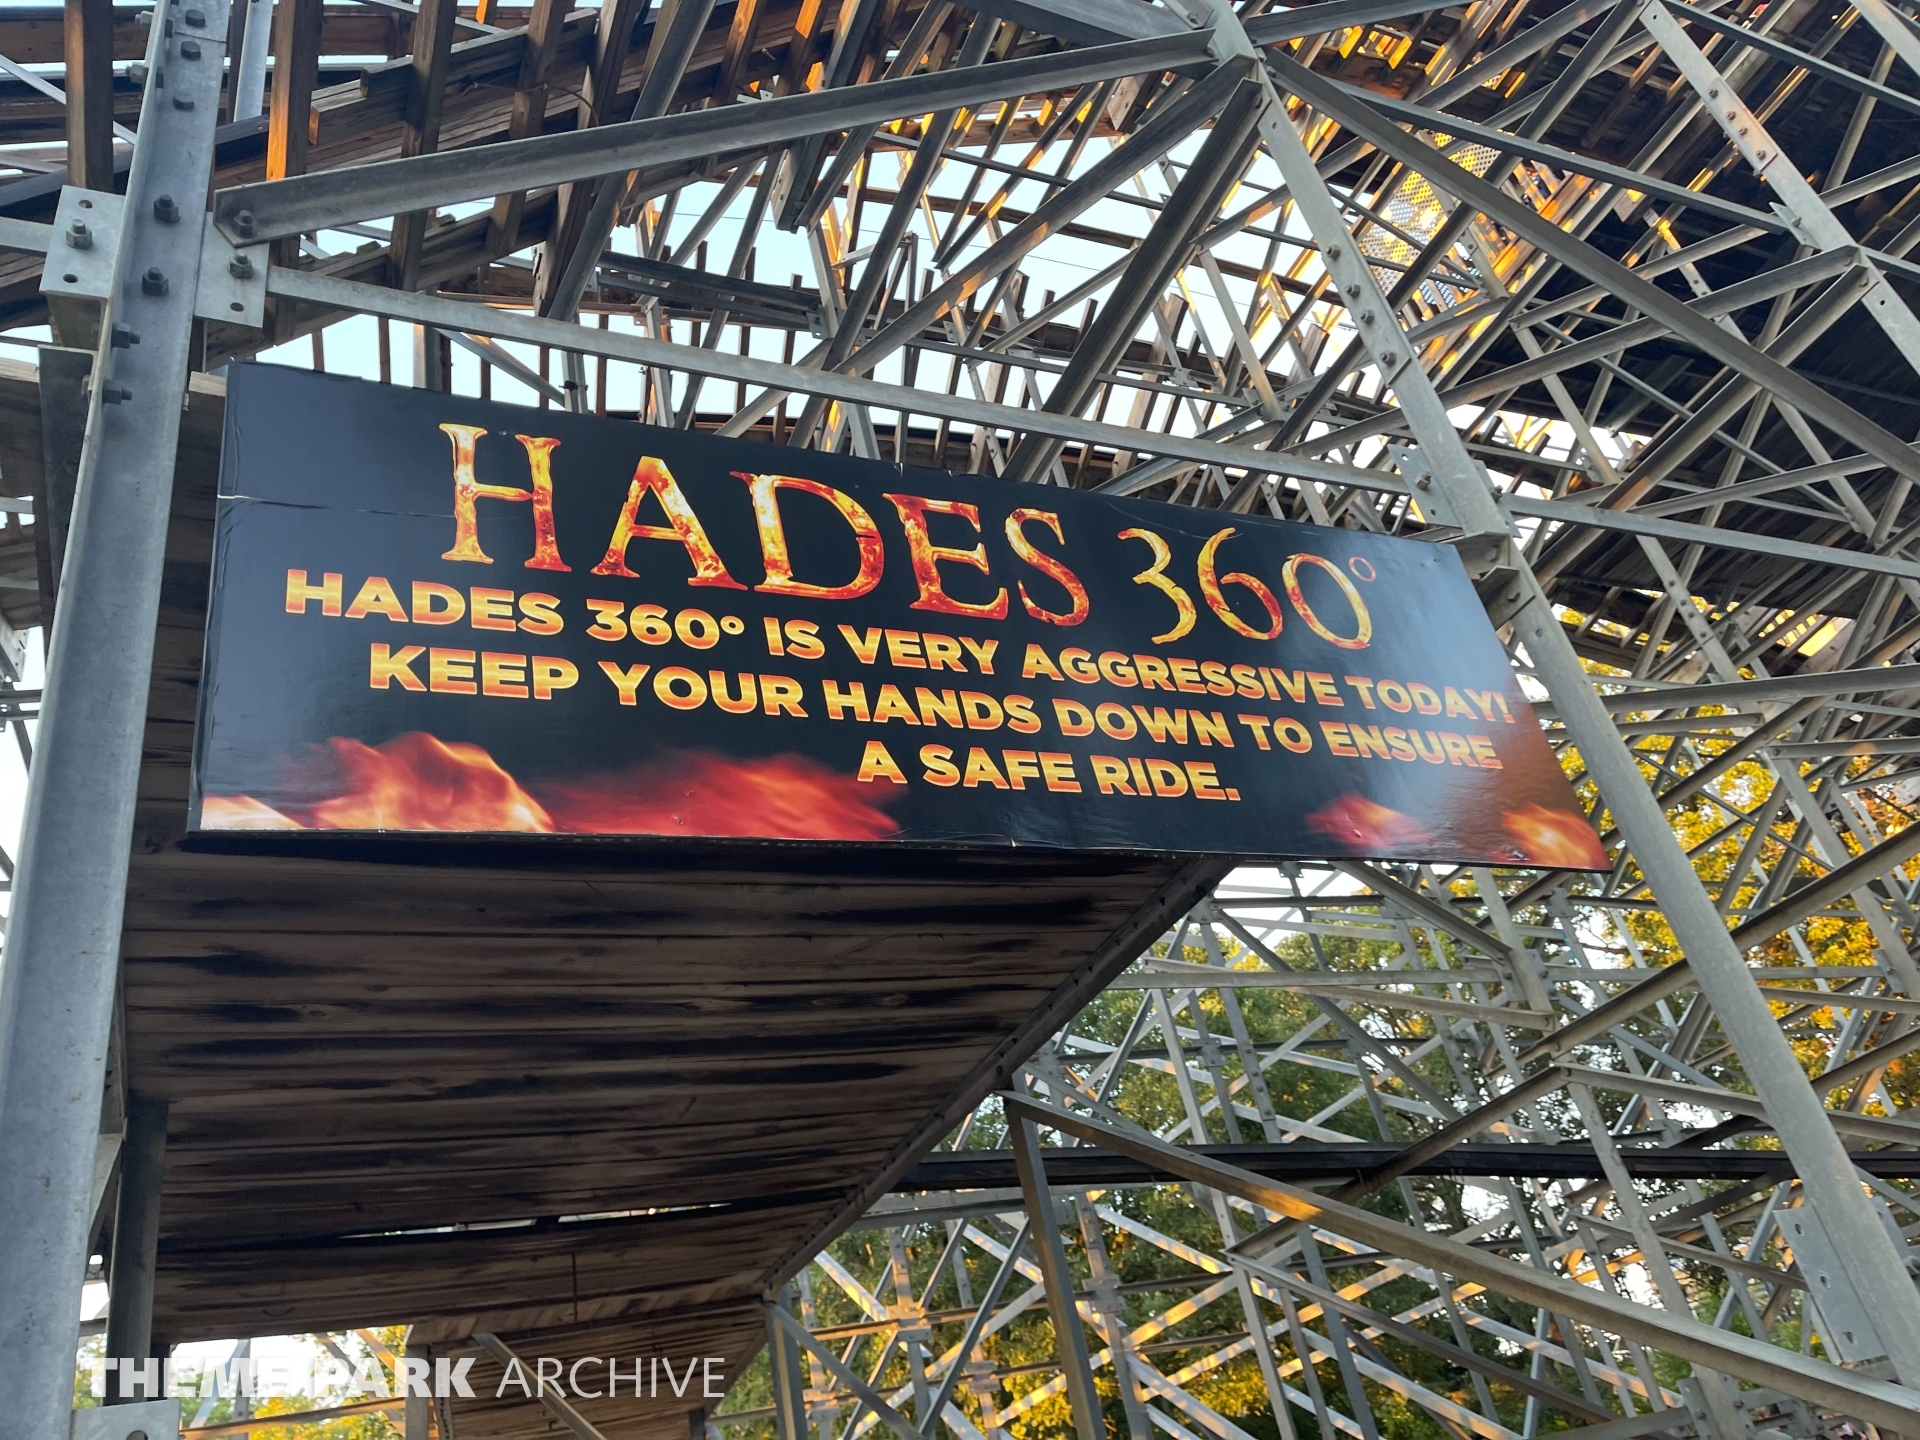 HADES 360°
HADES 360° IS VERY AGGRESSIVE TODAY!
KEEP YOUR HANDS DOWN TO ENSURE
A SAFE RIDE.
THEME PARK ARCHIVE